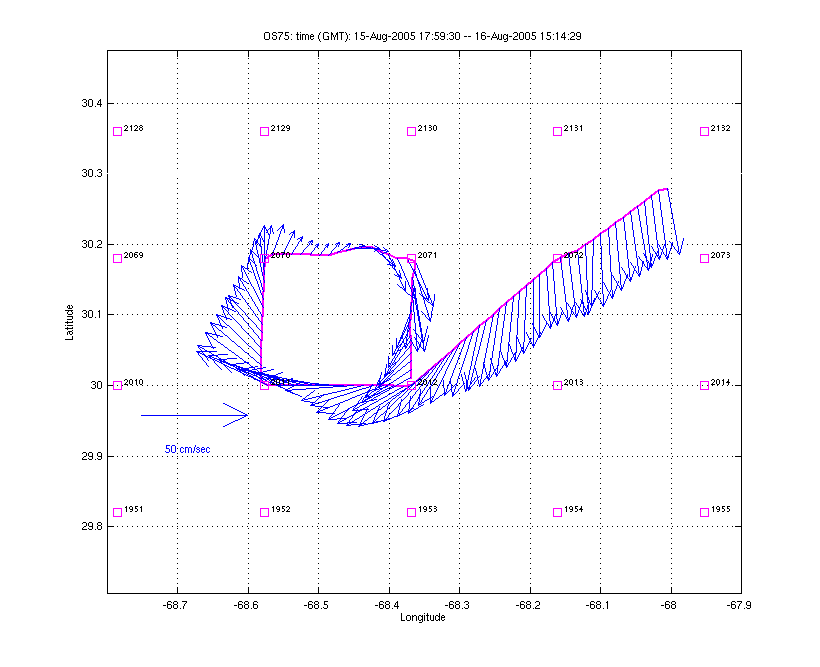 OS75: time (GMT): 15-Aug-2005 17:59:30 -- 16-Aug-2005 15:14:29
30.4
2128 2129 2130 2131 2132
30.3
30.2
2069 2070 2071 2072 2073
30.1
Latitude
30
2010 2012 2013 2014
50 cm/sec
29.9
1951 1952 1953 1954 1955
29.8
-68.7 -68.6 -68.5 -68.4 -68.3 -68.2 -68.1 -68 -67.9
Longitude